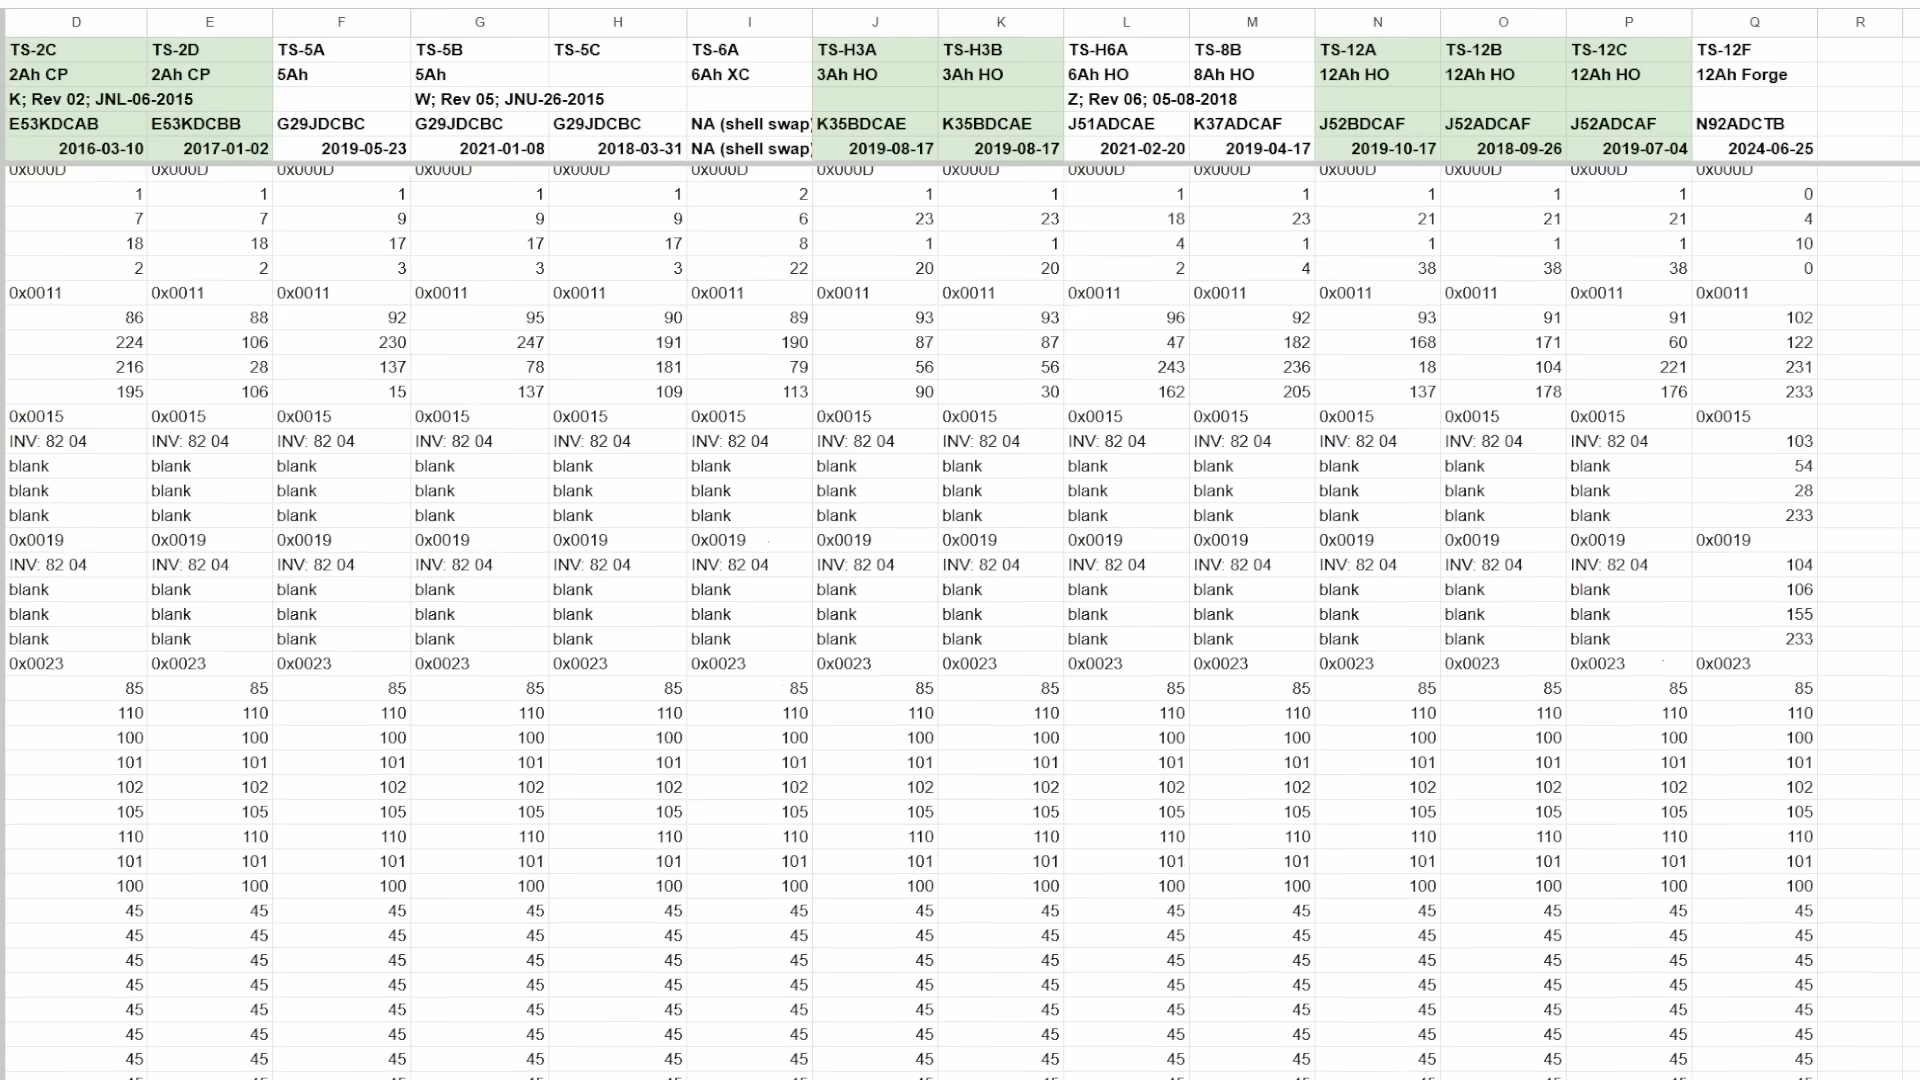 D E F G H I J K L M N O P Q R
TS-2C TS-2D TS-5A TS-5B TS-5C TS-6A TS-H3A TS-H3B TS-H6A TS-8B TS-12A TS-12B TS-12C TS-12F
2Ah CP 2Ah CP 5Ah 5Ah 6Ah XC 3Ah HO 3Ah HO 6Ah HO 8Ah HO 12Ah HO 12Ah HO 12Ah HO 12Ah Forge
K; Rev 02; JNL-06-2015 W; Rev 05; JNU-26-2015 Z; Rev 06; 05-08-2018
E53KDCAB E53KDCBB G29JDCBC G29JDCBC G29JDCBC NA (shell swap) K35BDCAE K35BDCAE J51ADCAE K37ADCAF J52BDCAF J52ADCAF J52ADCAF N92ADCTB
2016-03-10 2017-01-02 2019-05-23 2021-01-08 2018-03-31 NA (shell swap) 2019-08-17 2019-08-17 2021-02-20 2019-04-17 2019-10-17 2018-09-26 2019-07-04 2024-06-25
0x000D 0x000D 0x000D 0x000D 0x000D 0x000D 0x000D 0x000D 0x000D 0x000D 0x000D 0x000D 0x000D 0x000D
1 1 1 1 1 2 1 1 1 1 1 1 1 0
7 7 9 9 9 6 23 23 18 23 21 21 21 4
18 18 17 17 17 8 1 1 4 1 1 1 1 10
2 2 3 3 3 22 20 20 2 4 38 38 38 0
0x0011 0x0011 0x0011 0x0011 0x0011 0x0011 0x0011 0x0011 0x0011 0x0011 0x0011 0x0011 0x0011 0x0011
86 88 92 95 90 89 93 93 96 92 93 91 91 102
224 106 230 247 191 190 87 87 47 182 168 171 60 122
216 28 137 78 181 79 56 56 243 236 18 104 221 231
195 106 15 137 109 113 90 30 162 205 137 178 176 233
0x0015 0x0015 0x0015 0x0015 0x0015 0x0015 0x0015 0x0015 0x0015 0x0015 0x0015 0x0015 0x0015 0x0015
INV: 82 04 INV: 82 04 INV: 82 04 INV: 82 04 INV: 82 04 INV: 82 04 INV: 82 04 INV: 82 04 INV: 82 04 INV: 82 04 INV: 82 04 INV: 82 04 INV: 82 04 103
blank blank blank blank blank blank blank blank blank blank blank blank blank 54
blank blank blank blank blank blank blank blank blank blank blank blank blank 28
blank blank blank blank blank blank blank blank blank blank blank blank blank 233
0x0019 0x0019 0x0019 0x0019 0x0019 0x0019 0x0019 0x0019 0x0019 0x0019 0x0019 0x0019 0x0019 0x0019
INV: 82 04 INV: 82 04 INV: 82 04 INV: 82 04 INV: 82 04 INV: 82 04 INV: 82 04 INV: 82 04 INV: 82 04 INV: 82 04 INV: 82 04 INV: 82 04 INV: 82 04 104
blank blank blank blank blank blank blank blank blank blank blank blank blank 106
blank blank blank blank blank blank blank blank blank blank blank blank blank 155
blank blank blank blank blank blank blank blank blank blank blank blank blank 233
0x0023 0x0023 0x0023 0x0023 0x0023 0x0023 0x0023 0x0023 0x0023 0x0023 0x0023 0x0023 0x0023 0x0023
85 85 85 85 85 85 85 85 85 85 85 85 85 85
110 110 110 110 110 110 110 110 110 110 110 110 110 110
100 100 100 100 100 100 100 100 100 100 100 100 100 100
101 101 101 101 101 101 101 101 101 101 101 101 101 101
102 102 102 102 102 102 102 102 102 102 102 102 102 102
105 105 105 105 105 105 105 105 105 105 105 105 105 105
110 110 110 110 110 110 110 110 110 110 110 110 110 110
101 101 101 101 101 101 101 101 101 101 101 101 101 101
100 100 100 100 100 100 100 100 100 100 100 100 100 100
45 45 45 45 45 45 45 45 45 45 45 45 45 45
45 45 45 45 45 45 45 45 45 45 45 45 45 45
45 45 45 45 45 45 45 45 45 45 45 45 45 45
45 45 45 45 45 45 45 45 45 45 45 45 45 45
45 45 45 45 45 45 45 45 45 45 45 45 45 45
45 45 45 45 45 45 45 45 45 45 45 45 45 45
45 45 45 45 45 45 45 45 45 45 45 45 45 45